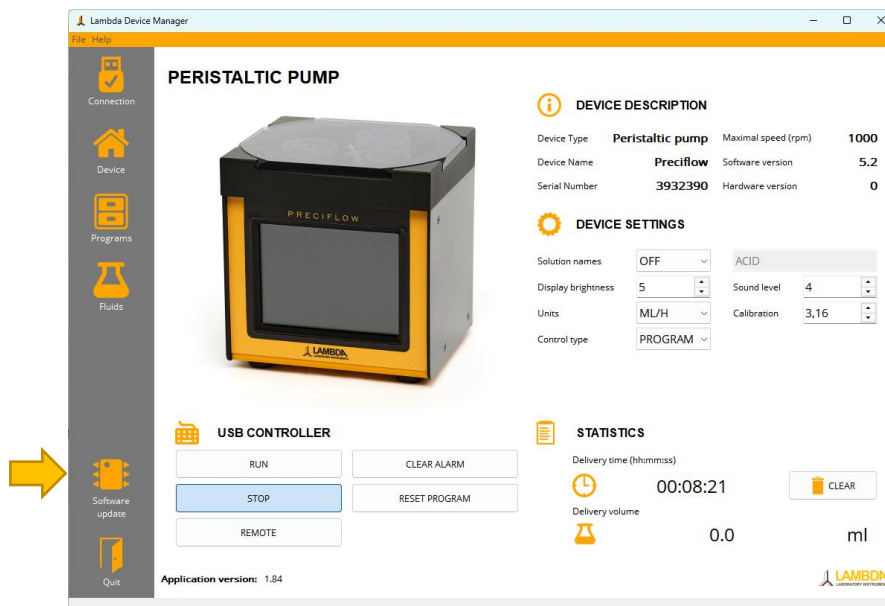 Lambda Device Manager
File Help
Connection
Device
Programs
Fluids
Software
update
Quit
PERISTALTIC PUMP
PRECIFLOW
LAMBDA
LABORATORY INSTRUMENTS
DEVICE DESCRIPTION
Device Type Peristaltic pump Maximal speed (rpm) 1000
Device Name Preciflow Software version 5.2
Serial Number 3932390 Hardware version 0
DEVICE SETTINGS
Solution names OFF ACID
Display brightness 5 Sound level 4
Units ML/H Calibration 3,16
Control type PROGRAM
USB CONTROLLER
RUN CLEAR ALARM
STOP RESET PROGRAM
REMOTE
STATISTICS
Delivery time (hh:mm:ss)
00:08:21 CLEAR
Delivery volume
0.0 ml
Application version: 1.84
LAMBDA
LABORATORY INSTRUMENTS